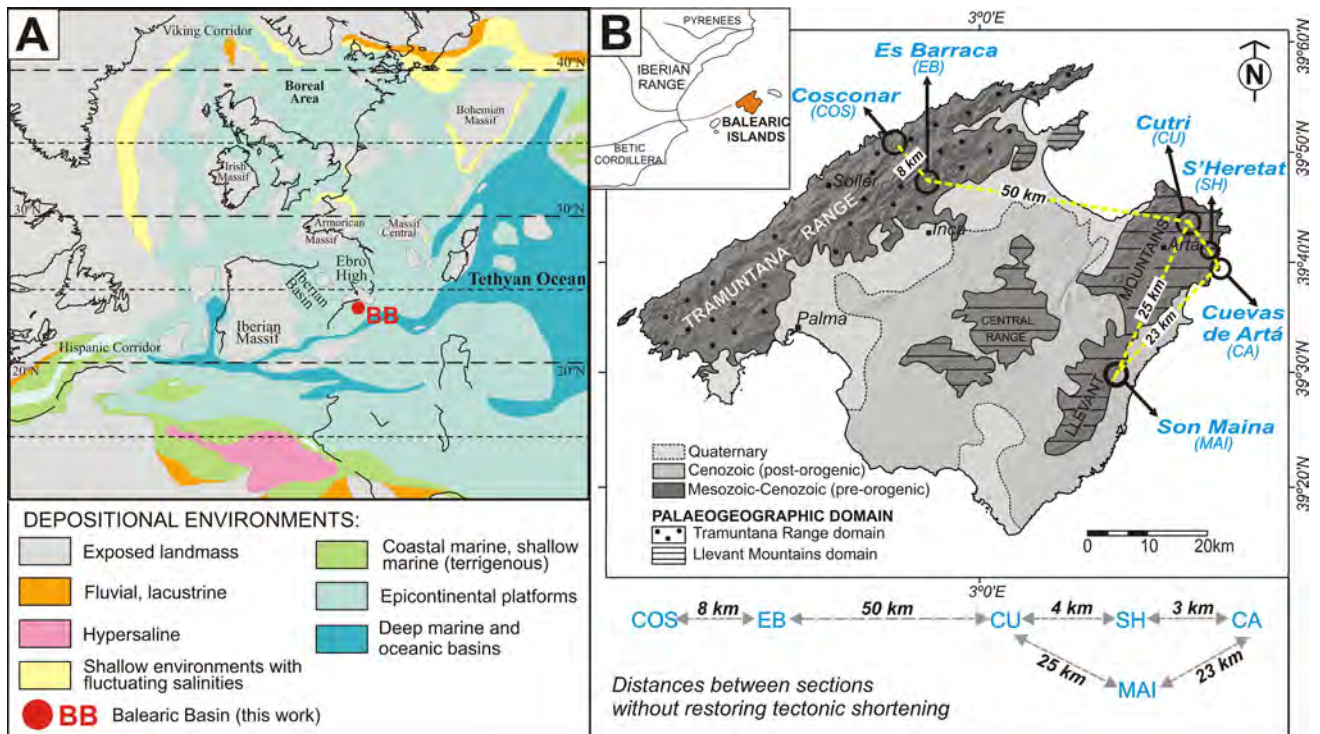 A
Viking Corridor
40°N
Boreal
Area
Bohemian
Massif
Irish
Massif
30°N
30°N
Armorican
Massif
Massif
Central
Ebro
High
Iberian
Basin
Tethyan Ocean
BB
Iberian
Massif
Hispanic Corridor
20°N
20°N
DEPOSITIONAL ENVIRONMENTS:
Exposed landmass
Fluvial, lacustrine
Hypersaline
Shallow environments with
fluctuating salinities
Coastal marine, shallow
marine (terrigenous)
Epicontinental platforms
Deep marine and
oceanic basins
BB Balearic Basin (this work)
B
PYRENEES
IBERIAN
RANGE
BALEARIC
ISLANDS
BETIC
CORDILLERA
3°0'E
39°60'N
39°50'N
39°40'N
39°30'N
39°20'N
N
Es Barraca
(EB)
Cosconar
(COS)
Cutri
(CU)
S'Heretat
(SH)
8 km
Soller
50 km
Inca
Artá
TRAMUNTANA RANGE
MOUNTAINS
25 km
23 km
Cuevas
de Artá
(CA)
Palma
CENTRAL
RANGE
LLEVANT
Son Maina
(MAI)
Quaternary
Cenozoic (post-orogenic)
Mesozoic-Cenozoic (pre-orogenic)
PALAEOGEOGRAPHIC DOMAIN
Tramuntana Range domain
Llevant Mountains domain
0 10 20km
3°0'E
COS 8 km EB 50 km CU 4 km SH 3 km CA
25 km MAI 23 km
Distances between sections
without restoring tectonic shortening